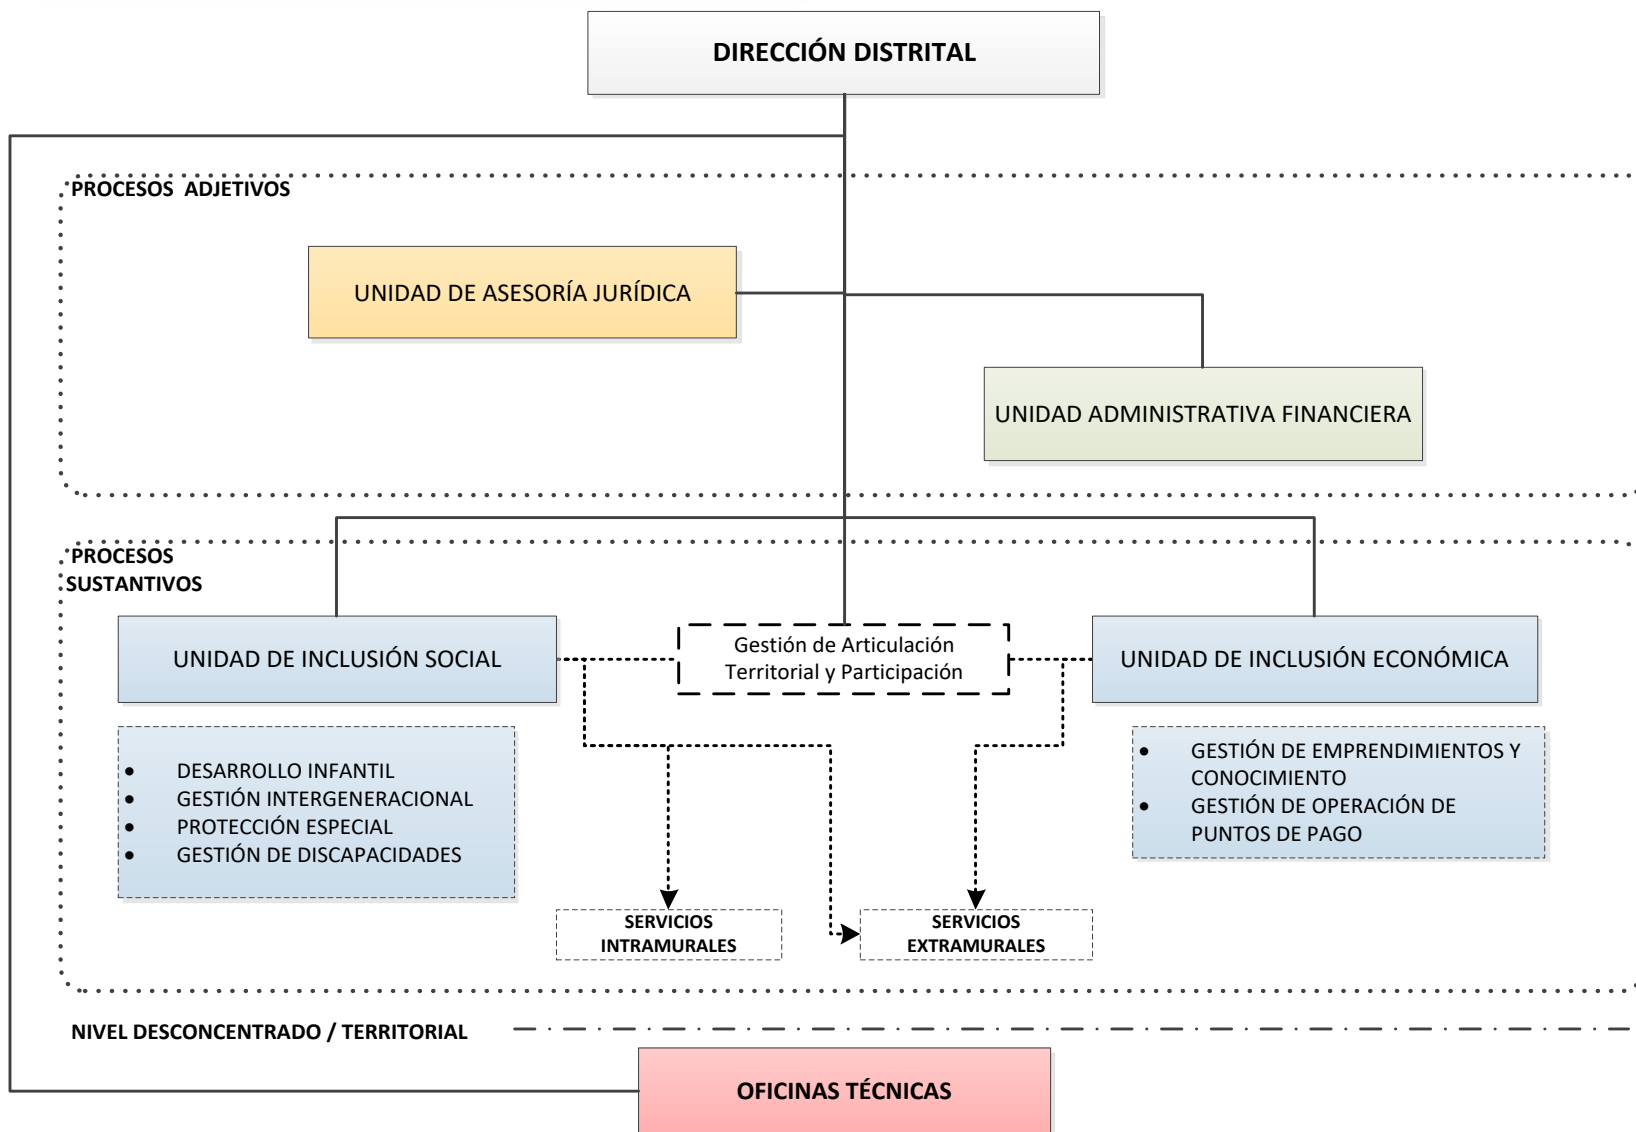 DIRECCIÓN DISTRITAL
PROCESOS ADJETIVOS
UNIDAD DE ASESORÍA JURÍDICA
UNIDAD ADMINISTRATIVA FINANCIERA
PROCESOS
SUSTANTIVOS
UNIDAD DE INCLUSIÓN SOCIAL
Gestión de Articulación
Territorial y Participación
UNIDAD DE INCLUSIÓN ECONÓMICA
• DESARROLLO INFANTIL
• GESTIÓN INTERGENERACIONAL
• PROTECCIÓN ESPECIAL
• GESTIÓN DE DISCAPACIDADES
• GESTIÓN DE EMPRENDIMIENTOS Y
CONOCIMIENTO
• GESTIÓN DE OPERACIÓN DE
PUNTOS DE PAGO
SERVICIOS
INTRAMURALES
SERVICIOS
EXTRAMURALES
NIVEL DESCONCENTRADO / TERRITORIAL
OFICINAS TÉCNICAS